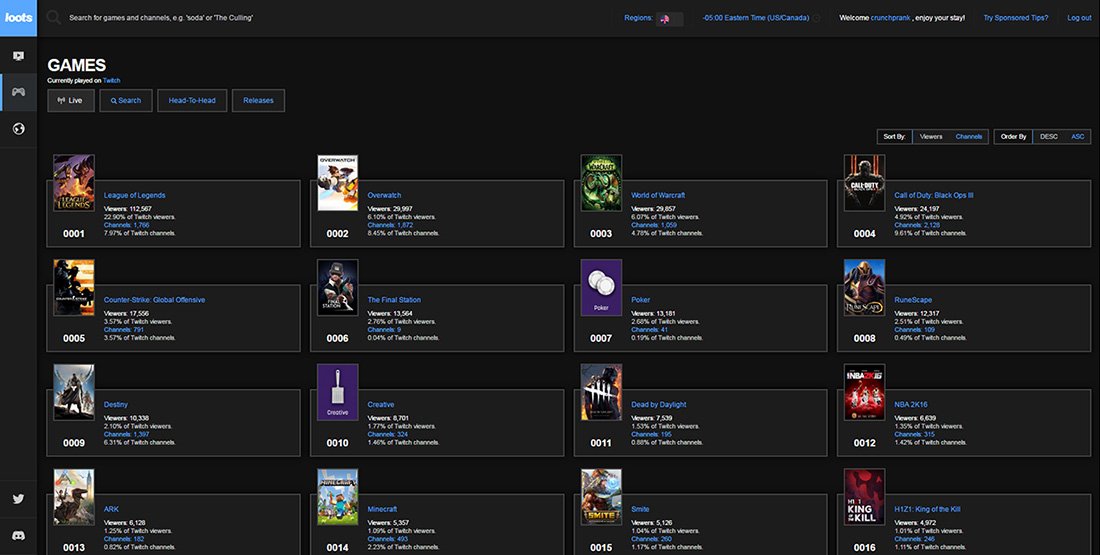 loots
Search for games and channels, e.g. 'soda' or 'The Culling'
Regions:
-05:00 Eastern Time (US/Canada)
Welcome crunchprank , enjoy your stay!
Try Sponsored Tips?
Log out
GAMES
Currently played on Twitch
Live
Search
Head-To-Head
Releases
Sort By: Viewers Channels
Order By DESC ASC
LEAGUE LEGENDS
0001
League of Legends
Viewers: 112,567
22.90% of Twitch viewers.
Channels: 1,766
7.97% of Twitch channels.
OVERWATCH
0002
Overwatch
Viewers: 29,997
6.10% of Twitch viewers.
Channels: 1,872
8.45% of Twitch channels.
WARCRAFT
0003
World of Warcraft
Viewers: 29,857
6.07% of Twitch viewers.
Channels: 1,059
4.78% of Twitch channels.
CALL OF DUTY
0004
Call of Duty: Black Ops III
Viewers: 24,197
4.92% of Twitch viewers.
Channels: 2,128
9.61% of Twitch channels.
COUNTER STRIKE
0005
Counter-Strike: Global Offensive
Viewers: 17,556
3.57% of Twitch viewers.
Channels: 791
3.57% of Twitch channels.
FINAL
STATION
0006
The Final Station
Viewers: 13,564
2.76% of Twitch viewers.
Channels: 9
0.04% of Twitch channels.
Poker
0007
Poker
Viewers: 13,181
2.68% of Twitch viewers.
Channels: 41
0.19% of Twitch channels.
RUNESCAPE
0008
RuneScape
Viewers: 12,317
2.51% of Twitch viewers.
Channels: 109
0.49% of Twitch channels.
0009
Destiny
Viewers: 10,338
2.10% of Twitch viewers.
Channels: 1,397
6.31% of Twitch channels.
Creative
0010
Creative
Viewers: 8,701
1.77% of Twitch viewers.
Channels: 324
1.46% of Twitch channels.
0011
Dead by Daylight
Viewers: 7,539
1.53% of Twitch viewers.
Channels: 195
0.88% of Twitch channels.
NBA 2K16
0012
NBA 2K16
Viewers: 6,639
1.35% of Twitch viewers.
Channels: 315
1.42% of Twitch channels.
ARK
0013
ARK
Viewers: 6,128
1.25% of Twitch viewers.
Channels: 182
0.82% of Twitch channels.
MINECRAFT
0014
Minecraft
Viewers: 5,357
1.09% of Twitch viewers.
Channels: 493
2.23% of Twitch channels.
SMITE
0015
Smite
Viewers: 5,126
1.04% of Twitch viewers.
Channels: 260
1.17% of Twitch channels.
H1Z1
KING
OF THE
KILL
0016
H1Z1: King of the Kill
Viewers: 4,972
1.01% of Twitch viewers.
Channels: 246
1.11% of Twitch channels.